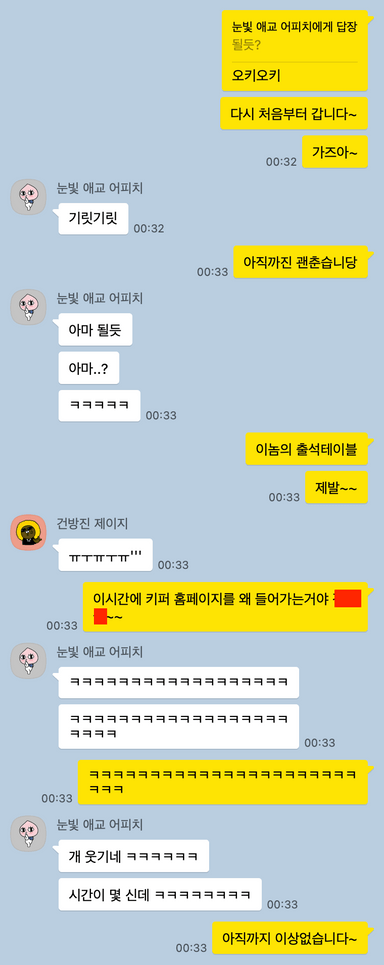 눈빛 애교 어피치에게 답장
될듯?
오키오키
다시 처음부터 갑니다~
가즈아~
00:32
눈빛 애교 어피치
기릿기릿
00:32
아직까진 괜춘습니당
00:33
눈빛 애교 어피치
아마 될듯
아마..?
ㅋㅋㅋㅋㅋ
00:33
이놈의 출석테이블
제발~~
00:33
건방진 제이지
ㅠㅜㅠㅜㅠ'''
00:33
이시간에 키퍼 홈페이지를 왜 들어가는거야
~~
00:33
눈빛 애교 어피치
ㅋㅋㅋㅋㅋㅋㅋㅋㅋㅋㅋㅋㅋㅋㅋㅋㅋㅋ
ㅋㅋㅋㅋㅋㅋㅋㅋㅋㅋㅋㅋㅋㅋㅋㅋㅋㅋ
ㅋㅋㅋㅋ
00:33
ㅋㅋㅋㅋㅋㅋㅋㅋㅋㅋㅋㅋㅋㅋㅋㅋㅋㅋㅋㅋㅋㅋ
ㅋㅋㅋ
00:33
눈빛 애교 어피치
개 웃기네 ㅋㅋㅋㅋㅋㅋ
시간이 몇 신데 ㅋㅋㅋㅋㅋㅋㅋㅋ
00:33
아직까지 이상없습니다~
00:33